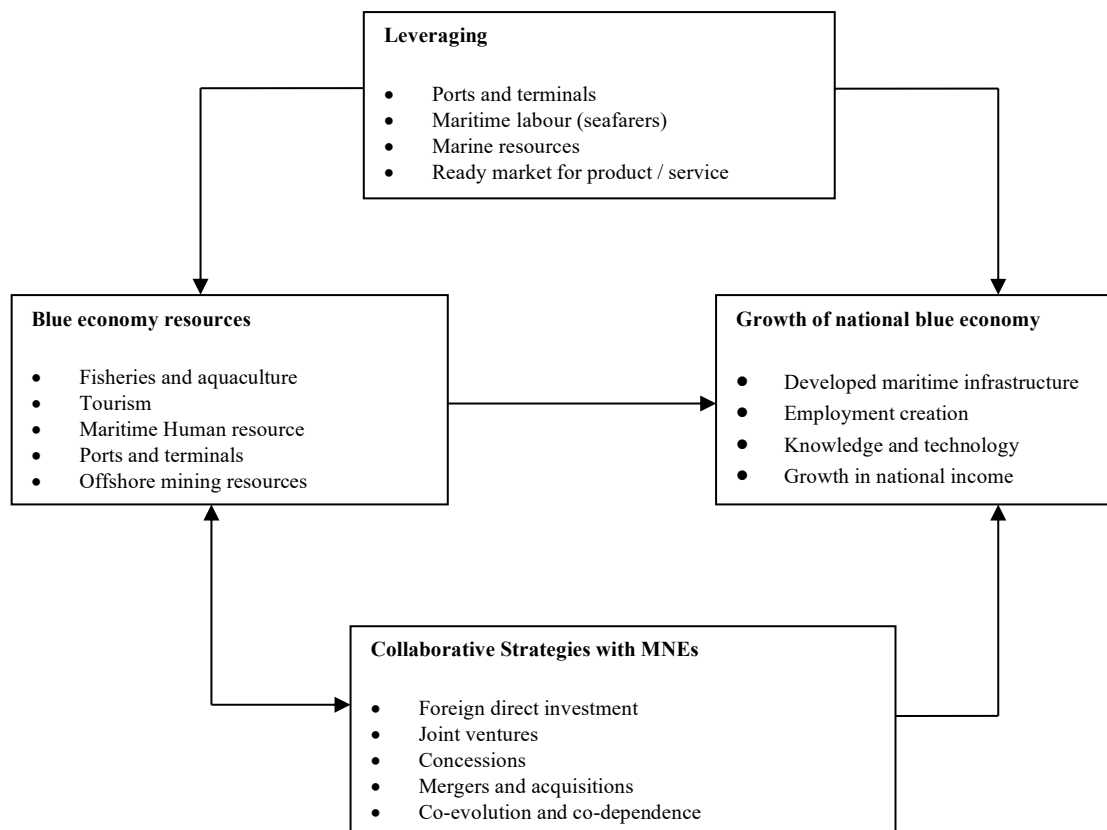 Leveraging
• Ports and terminals
• Maritime labour (seafarers)
• Marine resources
• Ready market for product / service
Blue economy resources
• Fisheries and aquaculture
• Tourism
• Maritime Human resource
• Ports and terminals
• Offshore mining resources
Growth of national blue economy
• Developed maritime infrastructure
• Employment creation
• Knowledge and technology
• Growth in national income
Collaborative Strategies with MNEs
• Foreign direct investment
• Joint ventures
• Concessions
• Mergers and acquisitions
• Co-evolution and co-dependence